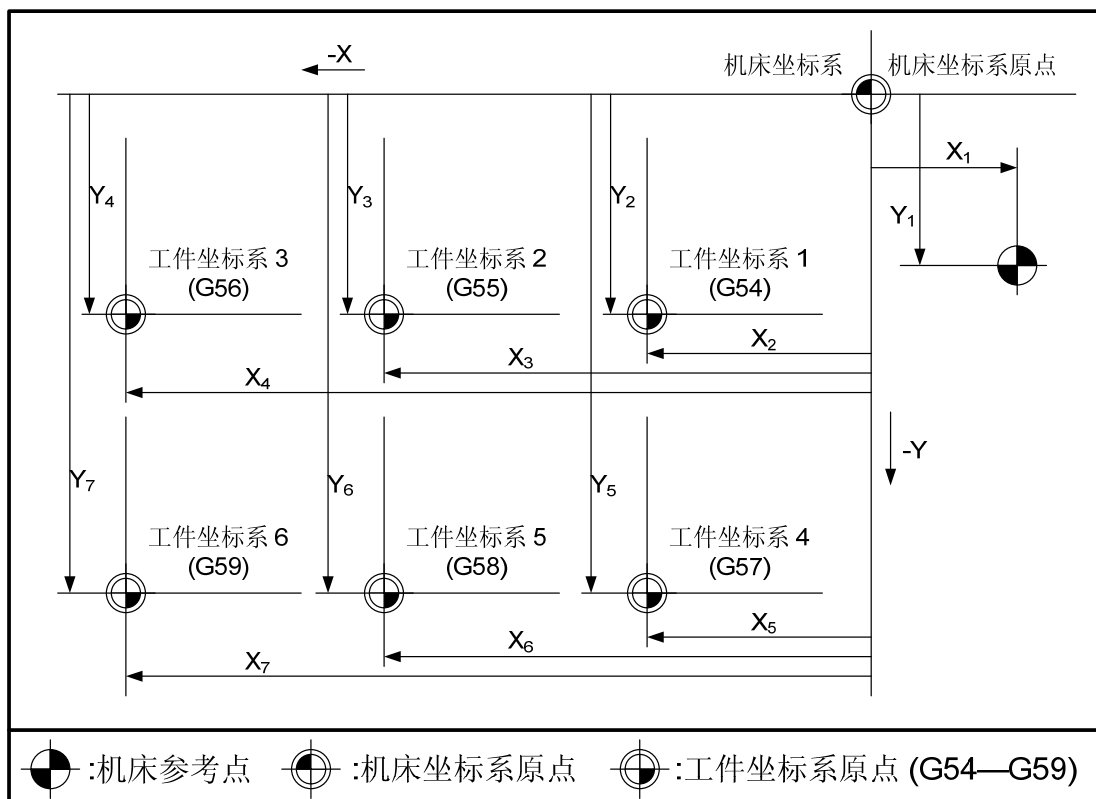 -X
机床坐标系
机床坐标系原点
X₁
Y₄
Y₃
Y₂
Y₁
工件坐标系 3
(G56)
工件坐标系 2
(G55)
工件坐标系 1
(G54)
X₂
X₃
X₄
-Y
Y₇
Y₆
Y₅
工件坐标系 6
(G59)
工件坐标系 5
(G58)
工件坐标系 4
(G57)
X₅
X₆
X₇
:机床参考点
:机床坐标系原点
:工件坐标系原点 (G54—G59)